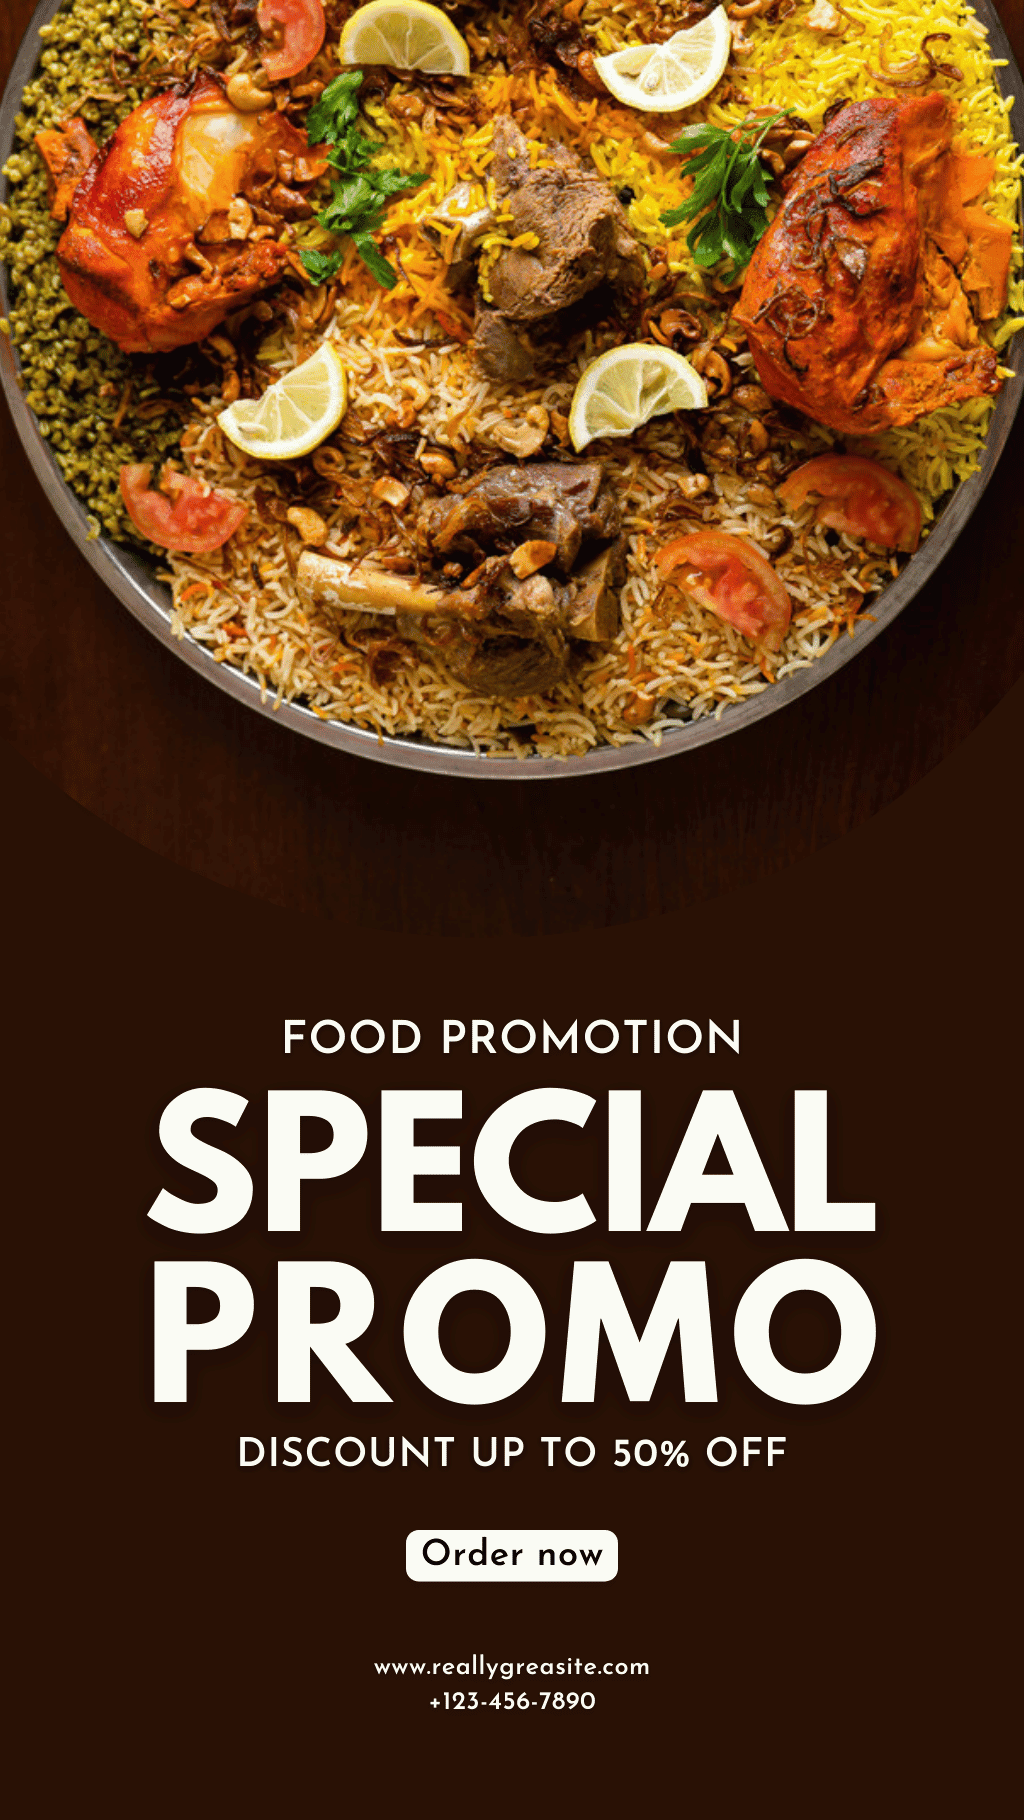 FOOD PROMOTION
SPECIAL
PROMO
DISCOUNT UP TO 50% OFF
Order now
www.reallygreasite.com
+123-456-7890